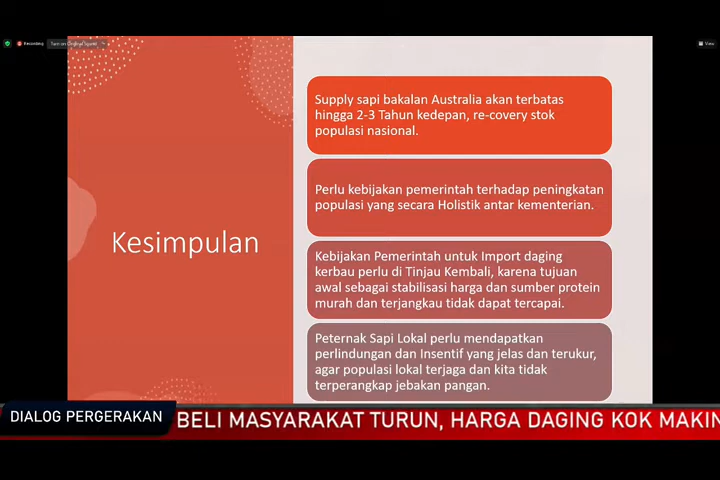 Recording
View
Kesimpulan
Supply sapi bakalan Australia akan terbatas
hingga 2-3 Tahun kedepan, re-covery stok
populasi nasional.
Perlu kebijakan pemerintah terhadap peningkatan
populasi yang secara Holistik antar kementerian.
Kebijakan Pemerintah untuk Import daging
kerbau perlu di Tinjau Kembali, karena tujuan
awal sebagai stabilisasi harga dan sumber protein
murah dan terjangkau tidak dapat tercapai.
Peternak Sapi Lokal perlu mendapatkan
perlindungan dan Insentif yang jelas dan terukur,
agar populasi lokal terjaga dan kita tidak
terperangkap jebakan pangan.
DIALOG PERGERAKAN
BELI MASYARAKAT TURUN, HARGA DAGING KOK MAKIN